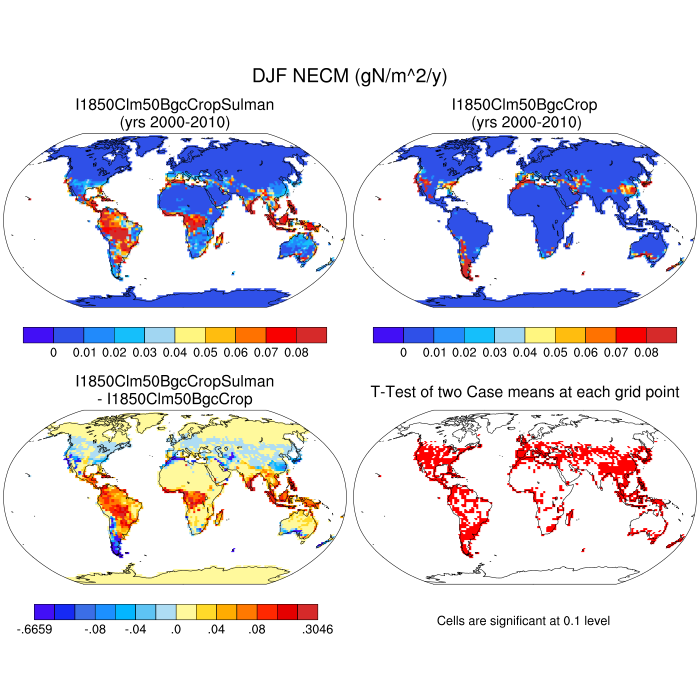 DJF NECM (gN/m^2/y)
I1850Clm50BgcCropSulman
(yrs 2000-2010)
I1850Clm50BgcCrop
(yrs 2000-2010)
0 0.01 0.02 0.03 0.04 0.05 0.06 0.07 0.08
0 0.01 0.02 0.03 0.04 0.05 0.06 0.07 0.08
I1850Clm50BgcCropSulman
- I1850Clm50BgcCrop
T-Test of two Case means at each grid point
-.6659 -.08 -.04 .0 .04 .08 .3046
Cells are significant at 0.1 level